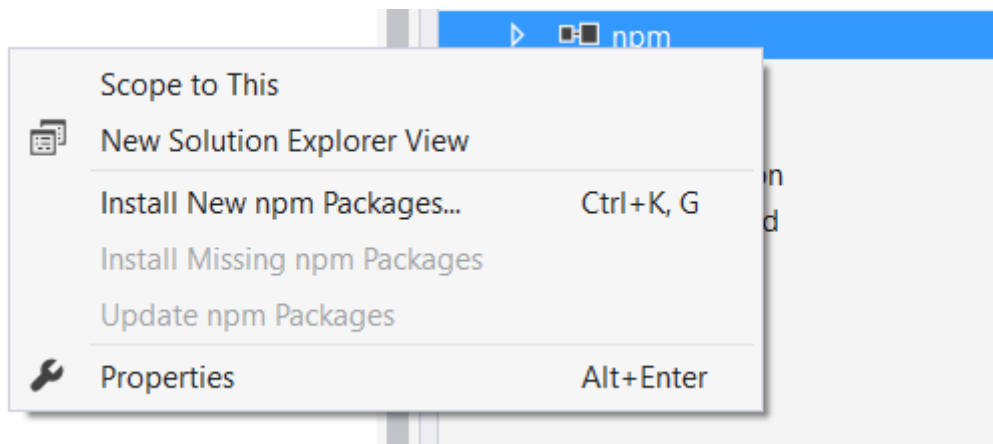 npm
Scope to This
New Solution Explorer View
Install New npm Packages... Ctrl+K, G
Install Missing npm Packages
Update npm Packages
Properties Alt+Enter